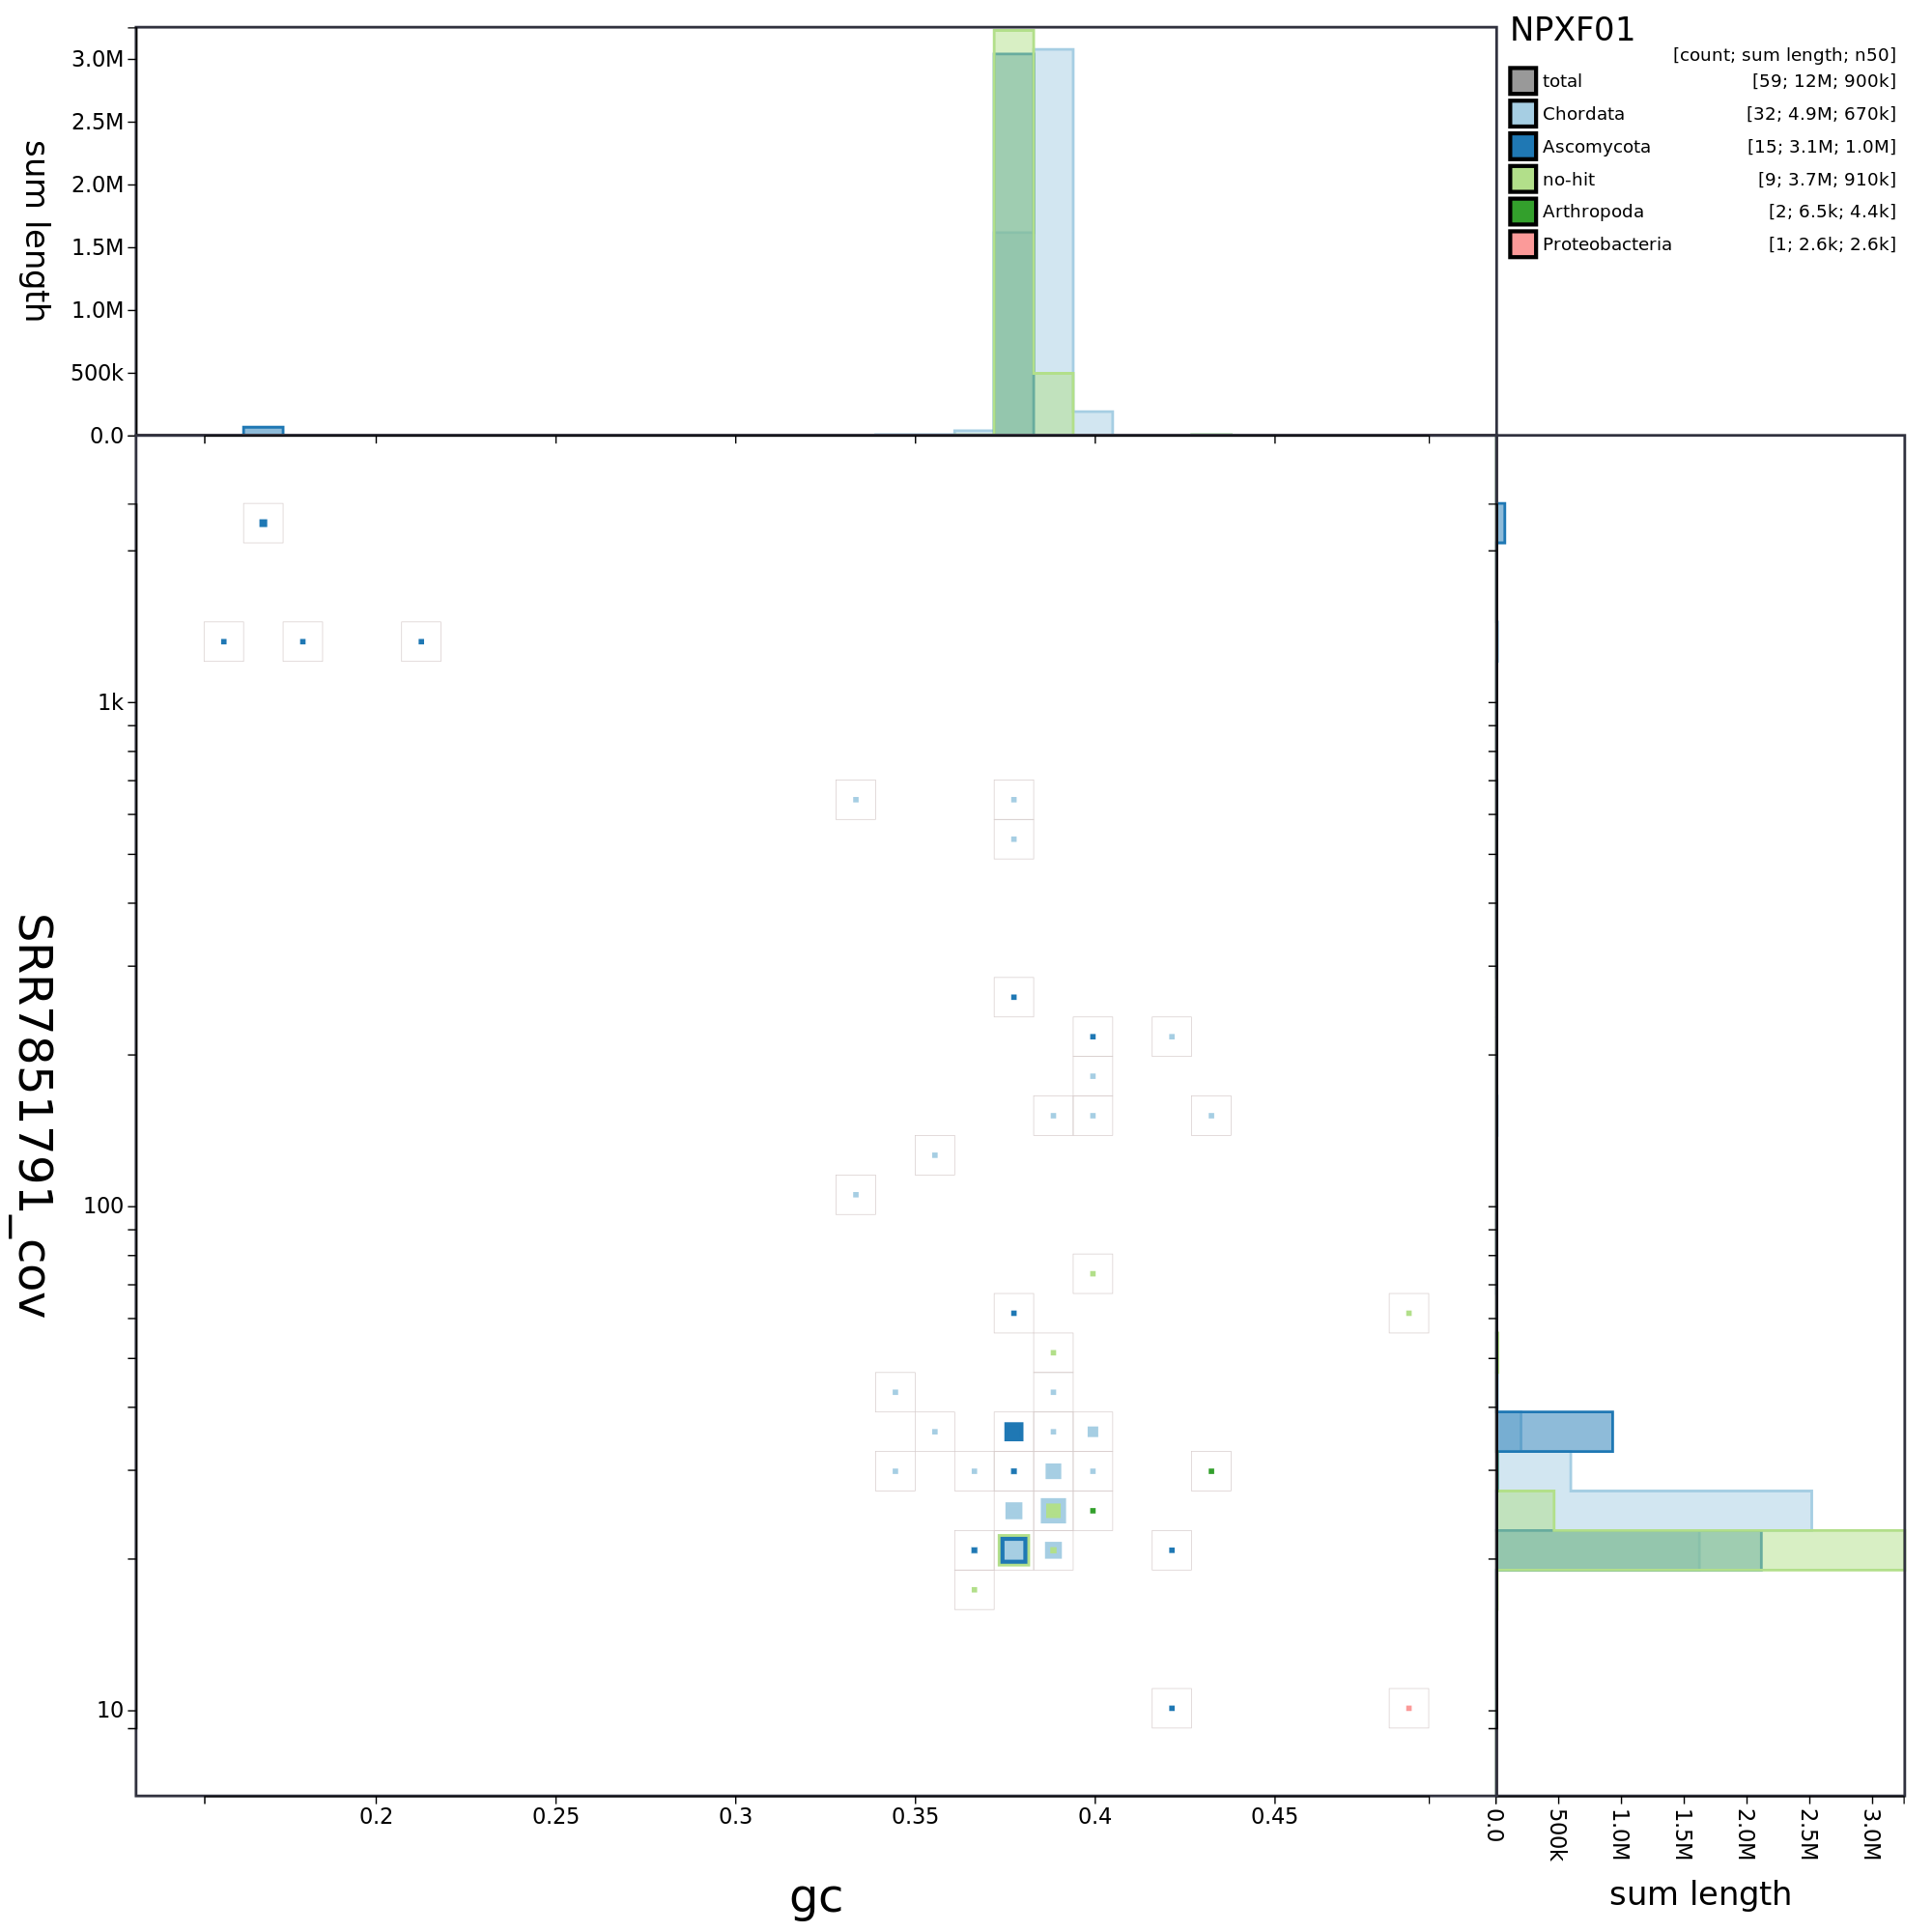 NPXF01
[count; sum length; n50]
total [59; 12M; 900k]
Chordata [32; 4.9M; 670k]
Ascomycota [15; 3.1M; 1.0M]
no-hit [9; 3.7M; 910k]
Arthropoda [2; 6.5k; 4.4k]
Proteobacteria [1; 2.6k; 2.6k]
sum length
3.0M
2.5M
2.0M
1.5M
1.0M
500k
0.0
SRR7851791_cov
1k
100
10
0.2 0.25 0.3 0.35 0.4 0.45
gc
0.0 500k 1.0M 1.5M 2.0M 2.5M 3.0M
sum length